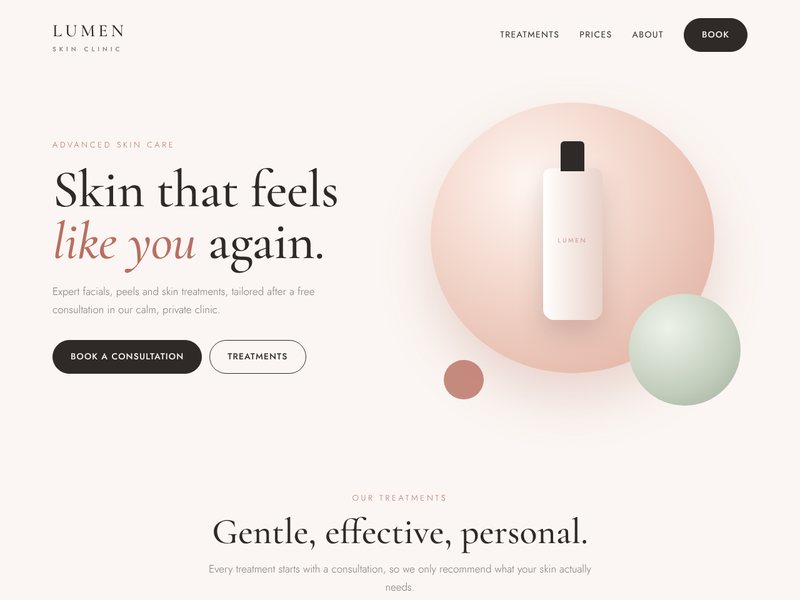 LUMEN
SKIN CLINIC
TREATMENTS
PRICES
ABOUT
BOOK
ADVANCED SKIN CARE
Skin that feels
like you again.
Expert facials, peels and skin treatments, tailored after a free
consultation in our calm, private clinic.
BOOK A CONSULTATION
TREATMENTS
LUMEN
OUR TREATMENTS
Gentle, effective, personal.
Every treatment starts with a consultation, so we only recommend what your skin actually
needs.